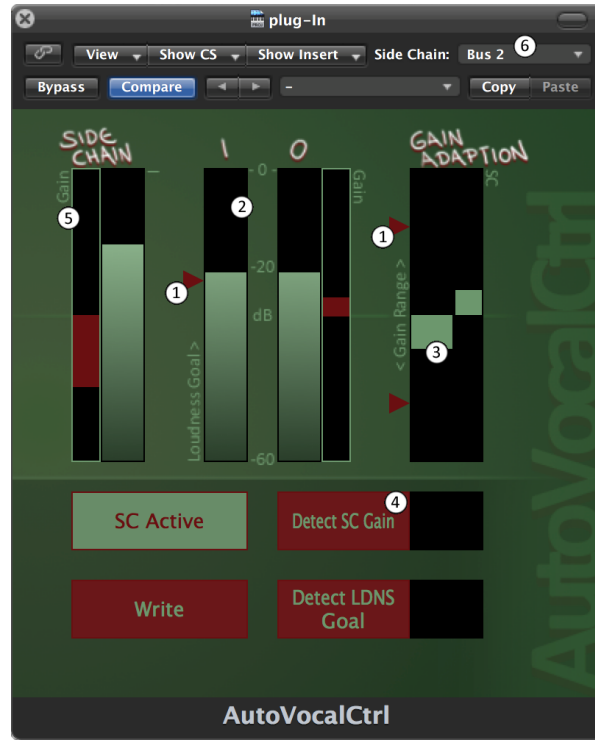 plug-In
View Show CS Show Insert Side Chain: Bus 2 6
Bypass Compare - Copy Paste
SIDE CHAIN
I
O
GAIN ADAPTION
Gain
5
2
0
-20
dB
-60
Gain
SC
1
1
Loudness Goal >
< Gain Range >
3
SC Active
Detect SC Gain
4
Write
Detect LDNS
Goal
AutoVocalCtrl
AutoVocalCtrl